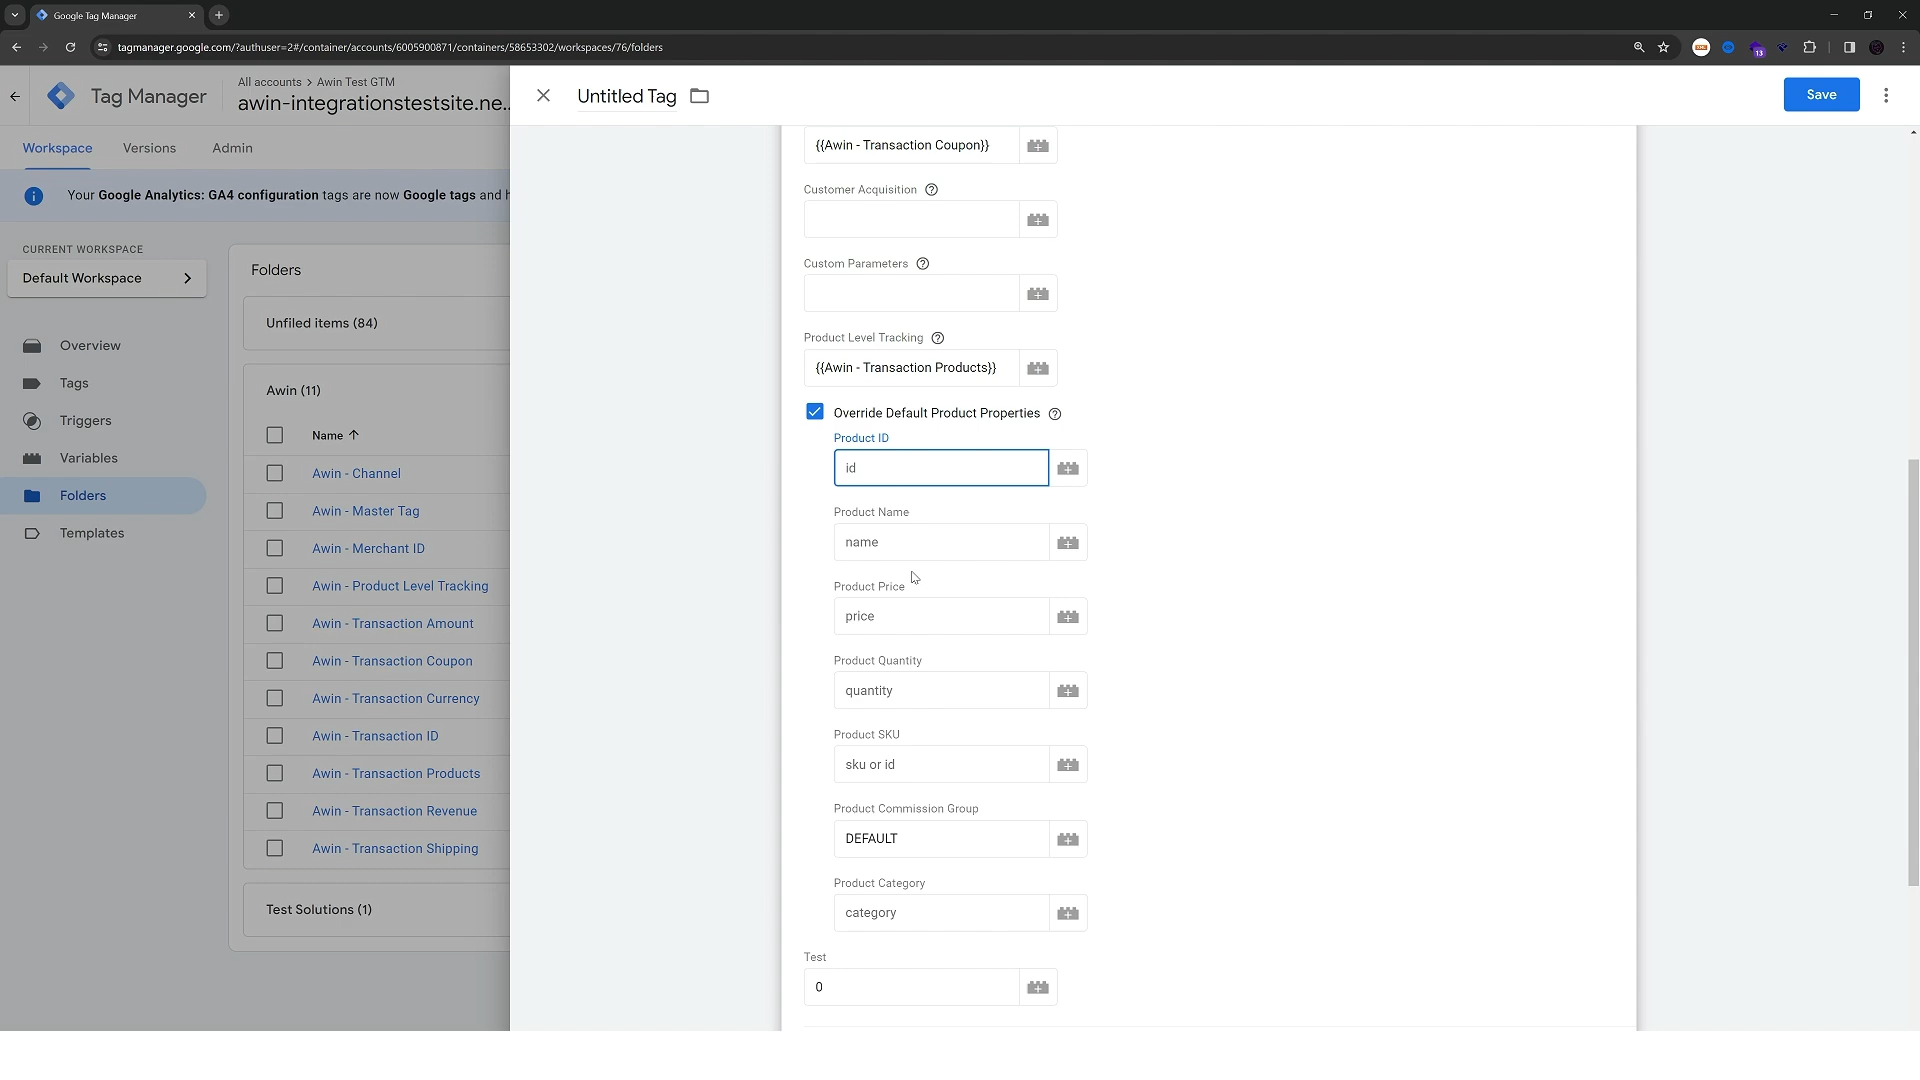 Google Tag Manager
tagmanager.google.com/?authuser=2#/container/accounts/6005900871/containers/58653302/workspaces/76/folders
13
Tag Manager
All accounts > Awin Test GTM
awin-integrationstestsite.ne...
Untitled Tag
Save
Workspace
Versions
Admin
Your Google Analytics: GA4 configuration tags are now Google tags and h
CURRENT WORKSPACE
Default Workspace
Overview
Tags
Triggers
Variables
Folders
Templates
Folders
Unfiled items (84)
Awin (11)
Name
Awin - Channel
Awin - Master Tag
Awin - Merchant ID
Awin - Product Level Tracking
Awin - Transaction Amount
Awin - Transaction Coupon
Awin - Transaction Currency
Awin - Transaction ID
Awin - Transaction Products
Awin - Transaction Revenue
Awin - Transaction Shipping
Test Solutions (1)
{{Awin - Transaction Coupon}}
Customer Acquisition
Custom Parameters
Product Level Tracking
{{Awin - Transaction Products}}
Override Default Product Properties
Product ID
id
Product Name
name
Product Price
price
Product Quantity
quantity
Product SKU
sku or id
Product Commission Group
DEFAULT
Product Category
category
Test
0